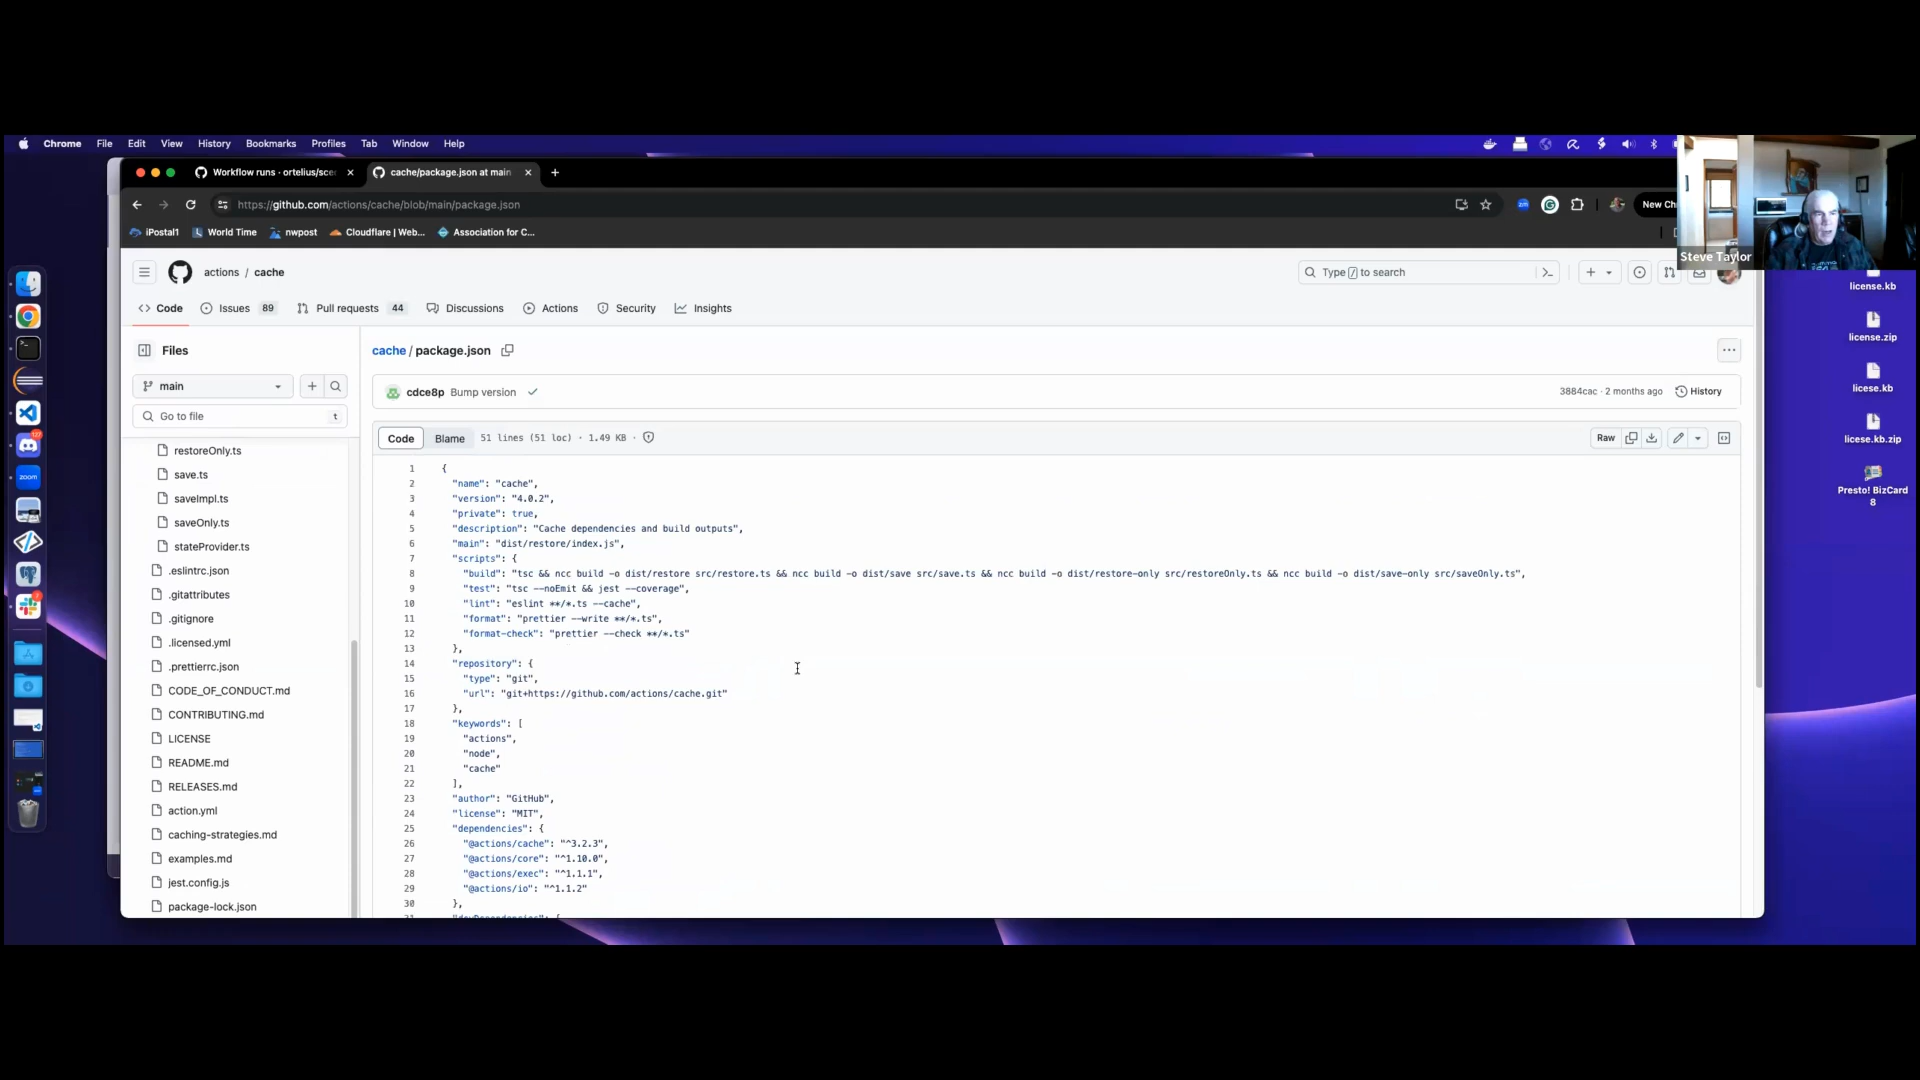 Chrome File Edit View History Bookmarks Profiles Tab Window Help
Workflow runs · ortelius/sce
cache/package.json at main
https://github.com/actions/cache/blob/main/package.json
New Ch
iPostal1 World Time nwpost Cloudflare | Web... Association for C...
Steve Taylor
actions / cache
Type / to search
Code Issues 89 Pull requests 44 Discussions Actions Security Insights
Files
main
Go to file t
restoreOnly.ts
save.ts
saveImpl.ts
saveOnly.ts
stateProvider.ts
.eslintrc.json
.gitattributes
.gitignore
.licensed.yml
.prettierrc.json
CODE_OF_CONDUCT.md
CONTRIBUTING.md
LICENSE
README.md
RELEASES.md
action.yml
caching-strategies.md
examples.md
jest.config.js
package-lock.json
cache / package.json
cdce8p Bump version
3884cac · 2 months ago History
Code Blame 51 lines (51 loc) · 1.49 KB ·
Raw
1 {
2 "name": "cache",
3 "version": "4.0.2",
4 "private": true,
5 "description": "Cache dependencies and build outputs",
6 "main": "dist/restore/index.js",
7 "scripts": {
8 "build": "tsc && ncc build -o dist/restore src/restore.ts && ncc build -o dist/save src/save.ts && ncc build -o dist/restore-only src/restoreOnly.ts && ncc build -o dist/save-only src/saveOnly.ts",
9 "test": "tsc --noEmit && jest --coverage",
10 "lint": "eslint **/*.ts --cache",
11 "format": "prettier --write **/*.ts",
12 "format-check": "prettier --check **/*.ts"
13 },
14 "repository": {
15 "type": "git",
16 "url": "git+https://github.com/actions/cache.git"
17 },
18 "keywords": [
19 "actions",
20 "node",
21 "cache"
22 ],
23 "author": "GitHub",
24 "license": "MIT",
25 "dependencies": {
26 "@actions/cache": "^3.2.3",
27 "@actions/core": "^1.10.0",
28 "@actions/exec": "^1.1.1",
29 "@actions/io": "^1.1.2"
30 },
31 "devDependencies": {
license.kb
license.zip
licese.kb
licese.kb.zip
Presto! BizCard
8
zoom